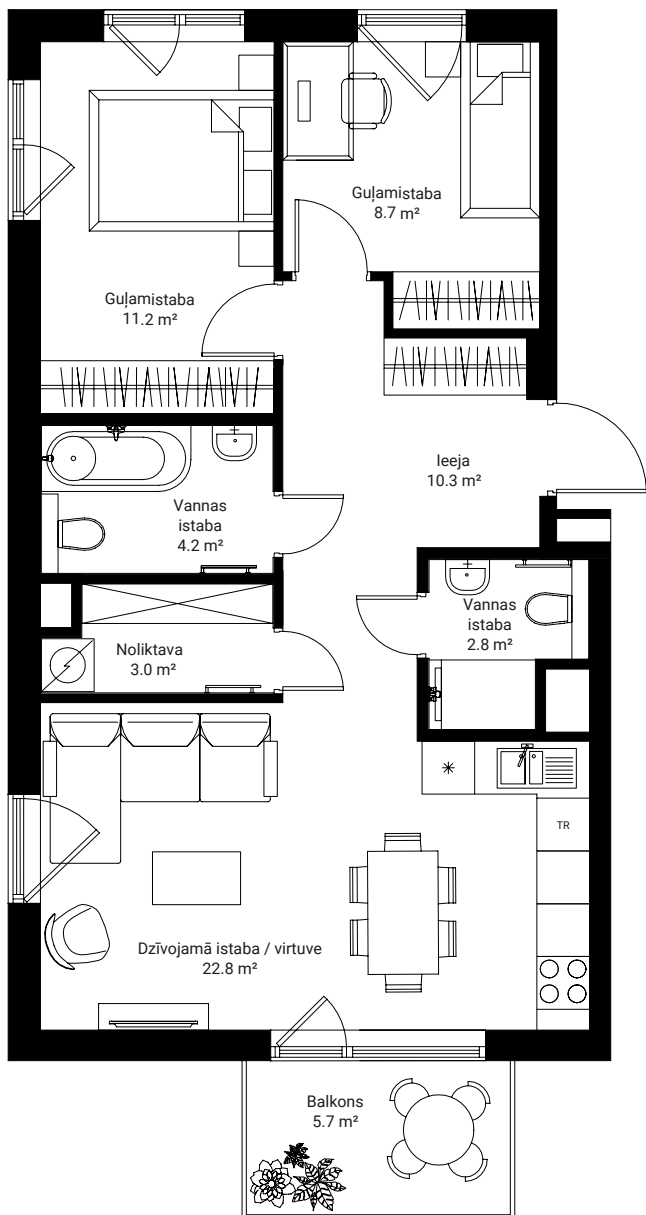 Guļamistaba
8.7 m²
Guļamistaba
11.2 m²
Ieeja
10.3 m²
Vannas
istaba
4.2 m²
Vannas
istaba
2.8 m²
Noliktava
3.0 m²
TR
Dzīvojamā istaba / virtuve
22.8 m²
Balkons
5.7 m²